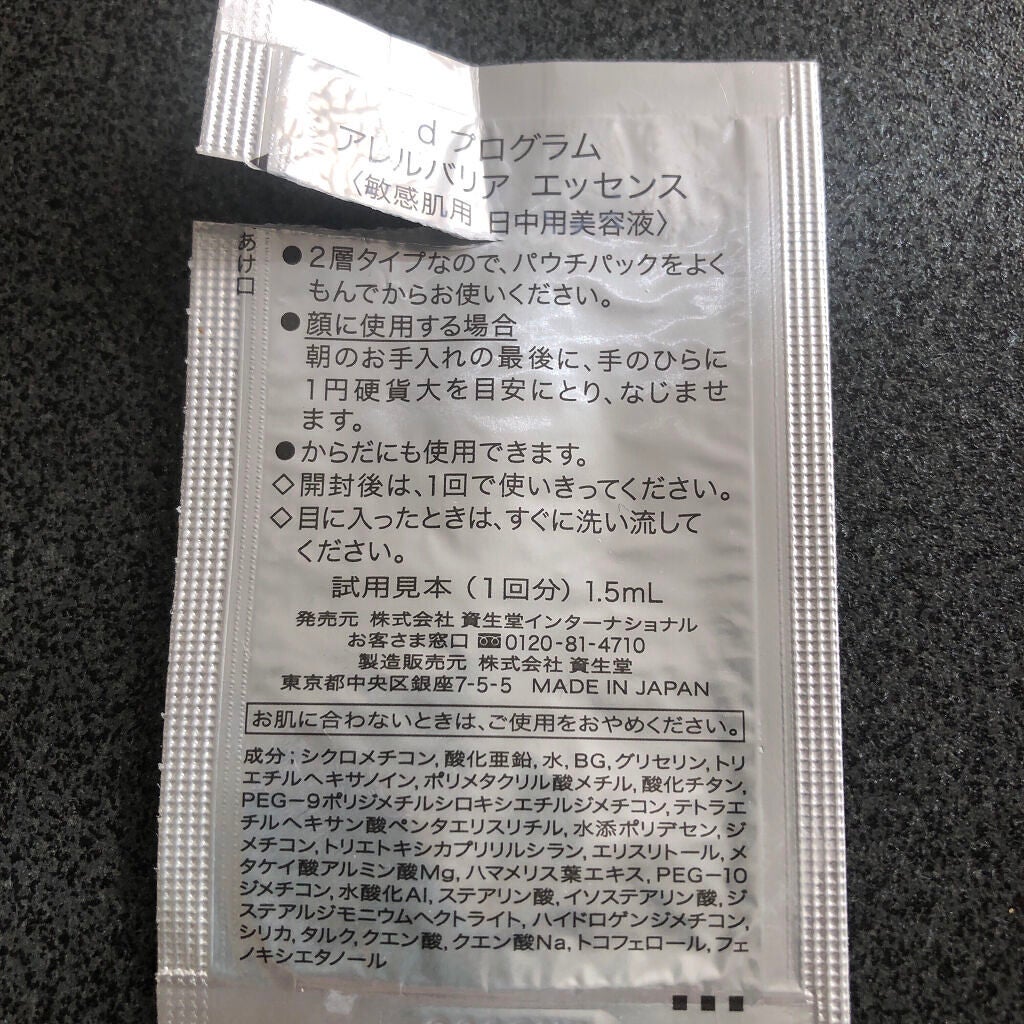 d プログラム
アレルバリア エッセンス
〈敏感肌用 日中用美容液〉
あけ口
●2層タイプなので、パウチパックをよく
もんでからお使いください。
●顔に使用する場合
朝のお手入れの最後に、手のひらに
1円硬貨大を目安にとり、なじませ
ます。
●からだにも使用できます。
◇開封後は、1回で使いきってください。
◇目に入ったときは、すぐに洗い流して
ください。
試用見本（1回分）1.5mL
発売元 株式会社 資生堂インターナショナル
お客さま窓口 0120-81-4710
製造販売元 株式会社 資生堂
東京都中央区銀座7-5-5 MADE IN JAPAN
お肌に合わないときは、ご使用をおやめください。
成分；シクロメチコン,酸化亜鉛,水,BG,グリセリン,トリ
エチルヘキサノイン,ポリメタクリル酸メチル,酸化チタン,
PEG-9ポリジメチルシロキシエチルジメチコン,テトラエ
チルヘキサン酸ペンタエリスリチル,水添ポリデセン,ジ
メチコン,トリエトキシカプリリルシラン,エリスリトール,メ
タケイ酸アルミン酸Mg,ハマメリス葉エキス,PEG-10
ジメチコン,水酸化Al,ステアリン酸,イソステアリン酸,ジ
ステアルジモニウムヘクトライト,ハイドロゲンジメチコン,
シリカ,タルク,クエン酸,クエン酸Na,トコフェロール,フェ
ノキシエタノール